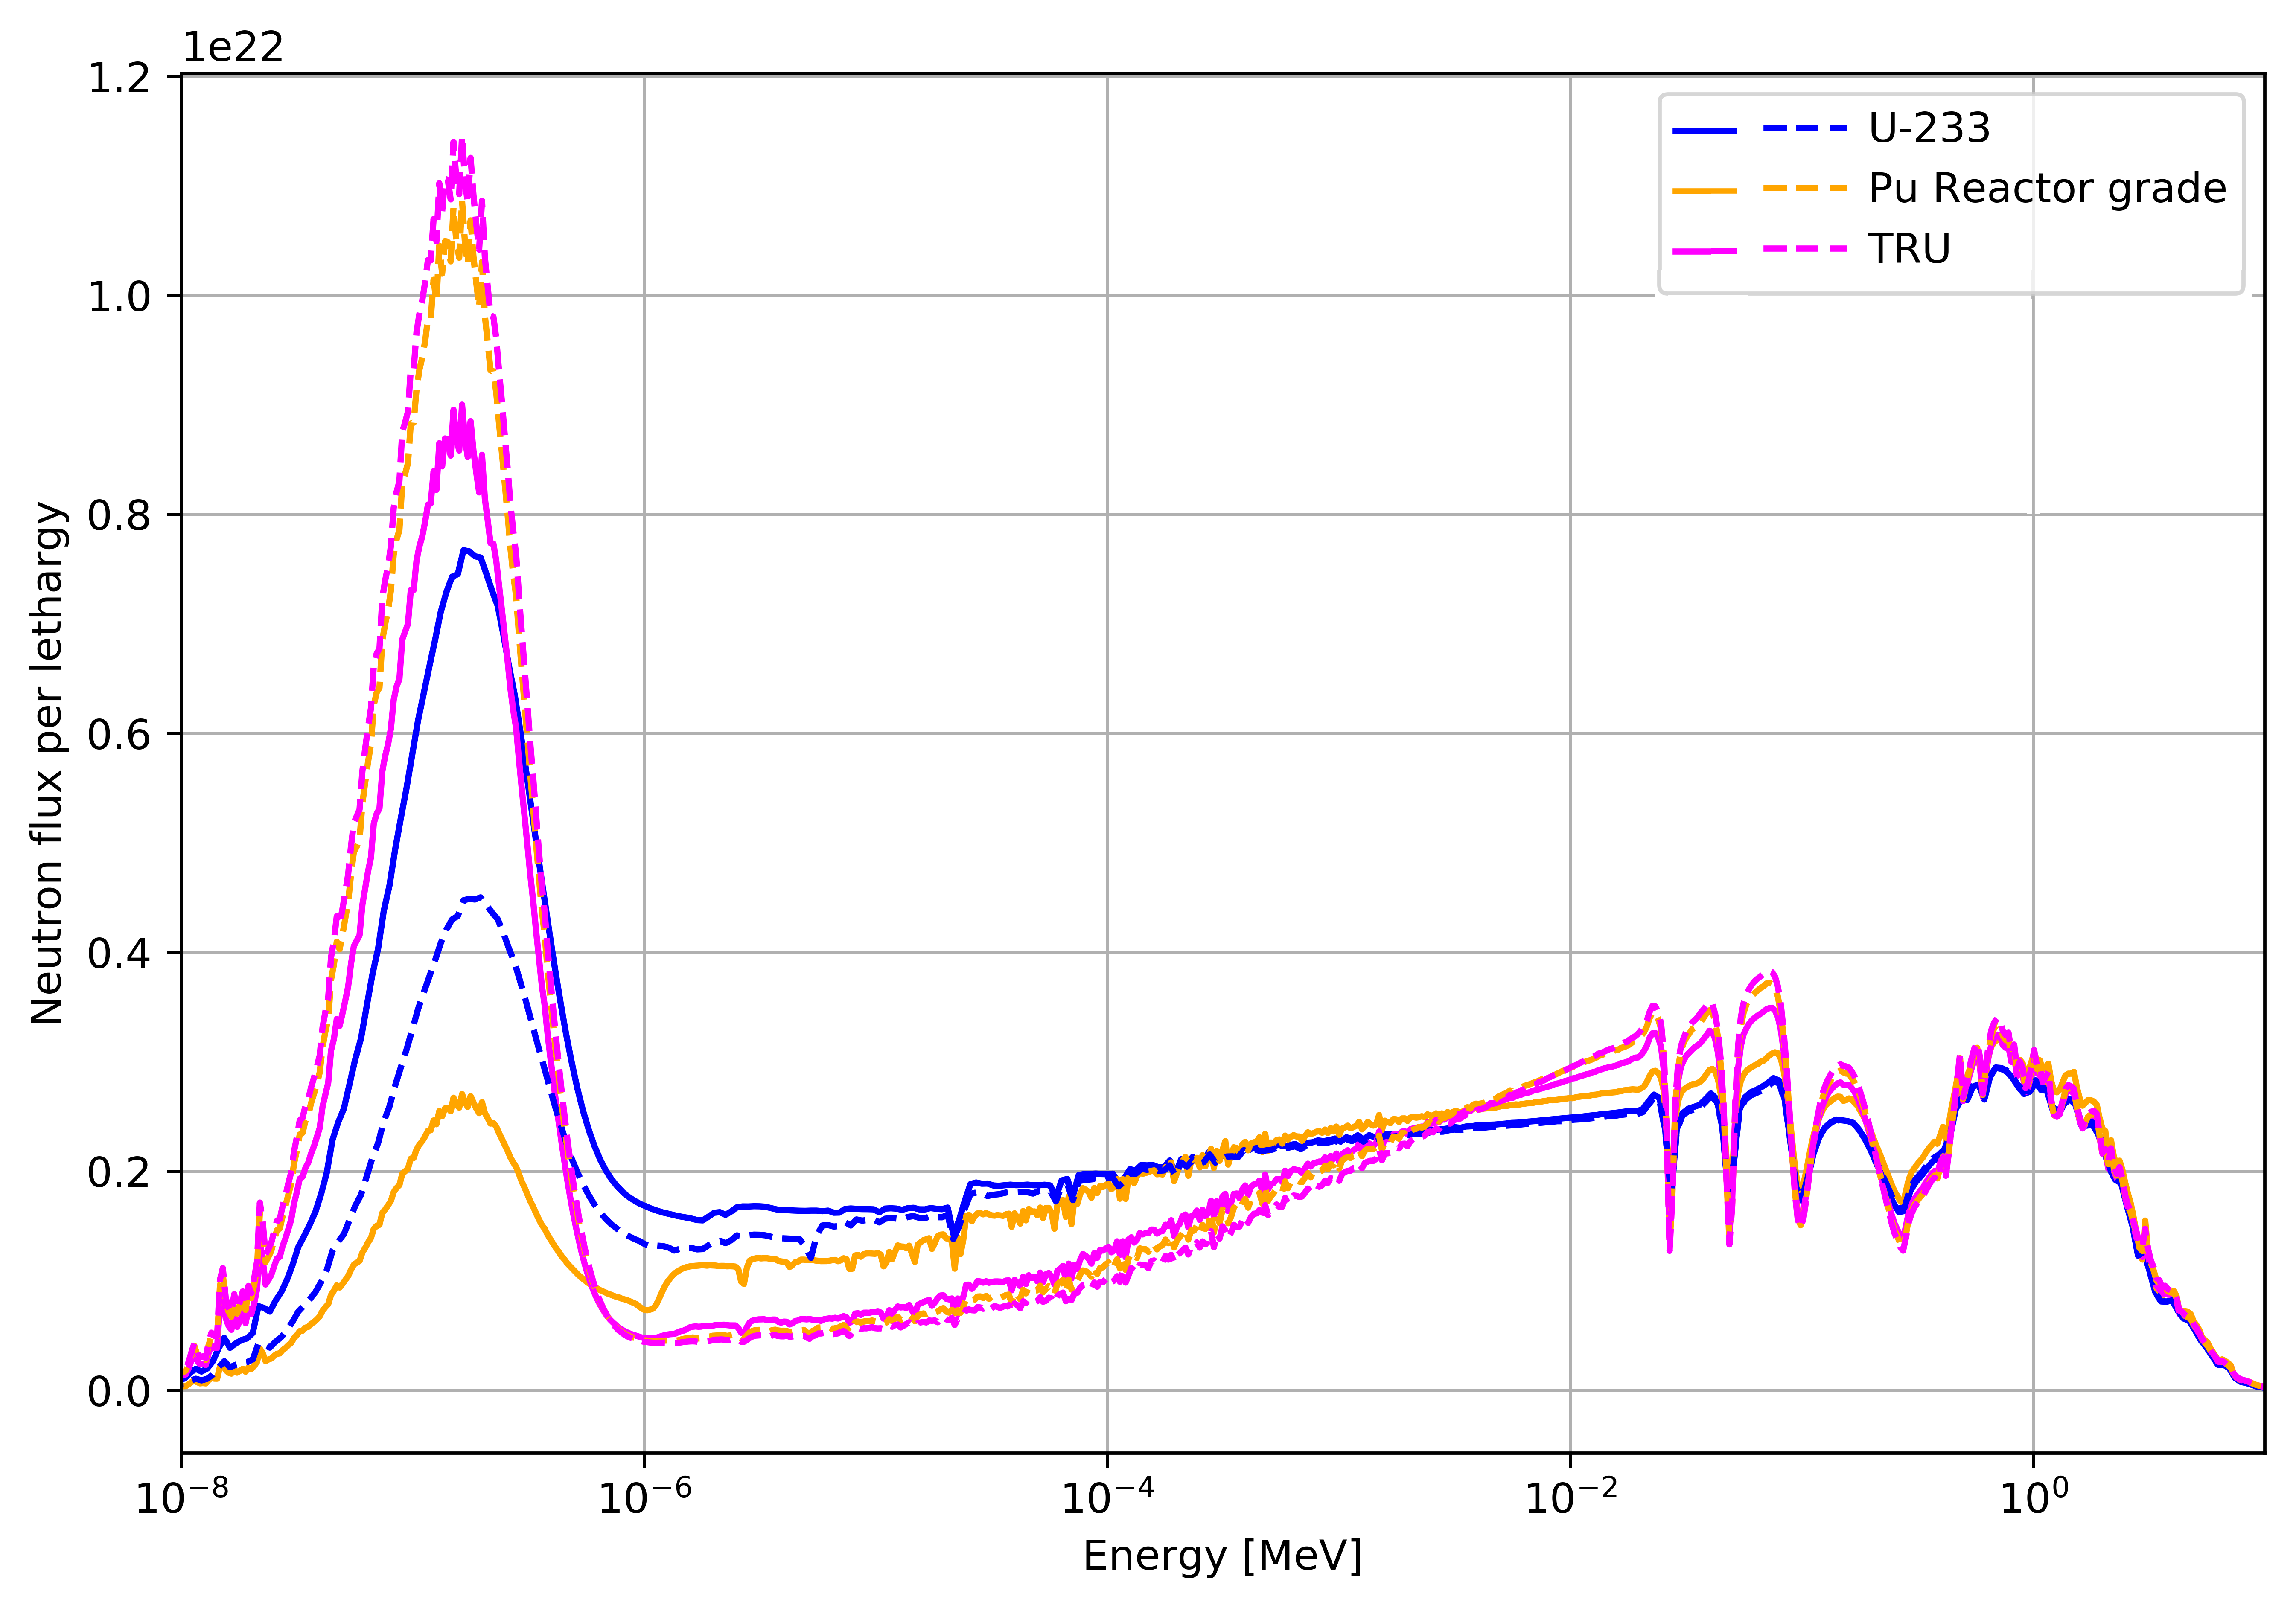 1e22
1.2
1.0
0.8
0.6
0.4
0.2
0.0
Neutron flux per lethargy
U-233
Pu Reactor grade
TRU
10⁻⁸ 10⁻⁶ 10⁻⁴ 10⁻² 10⁰
Energy [MeV]